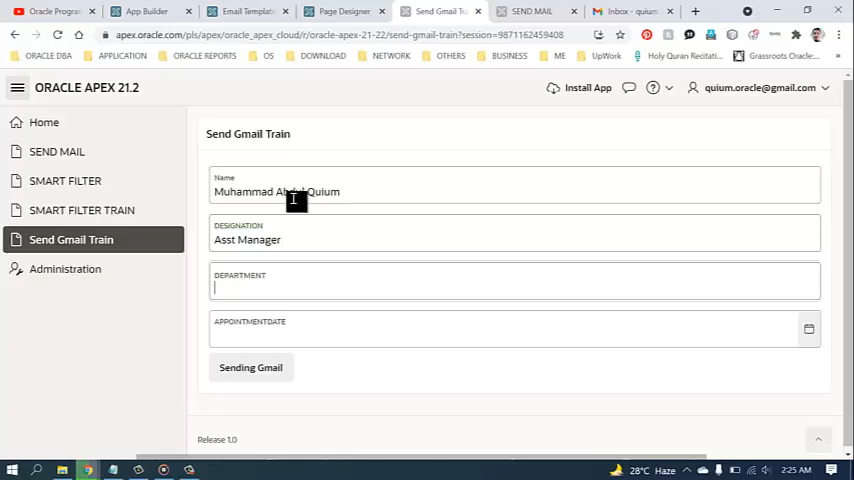 Oracle Program
App Builder
Email Templat
Page Designer
Send Gmail Tra
SEND MAIL
Inbox - quium
apex.oracle.com/pls/apex/oracle_apex_cloud/r/oracle-apex-21-22/send-gmail-train?session=9871162459408
ORACLE DBA
APPLICATION
ORACLE REPORTS
OS
DOWNLOAD
NETWORK
OTHERS
BUSINESS
ME
UpWork
Holy Quran Recitati...
Grassroots Oracle:...
ORACLE APEX 21.2
Install App
quium.oracle@gmail.com
Home
SEND MAIL
SMART FILTER
SMART FILTER TRAIN
Send Gmail Train
Administration
Send Gmail Train
Name
Muhammad Abdul Quium
DESIGNATION
Asst Manager
DEPARTMENT
APPOINTMENTDATE
Sending Gmail
Release 1.0
28°C Haze
2:25 AM